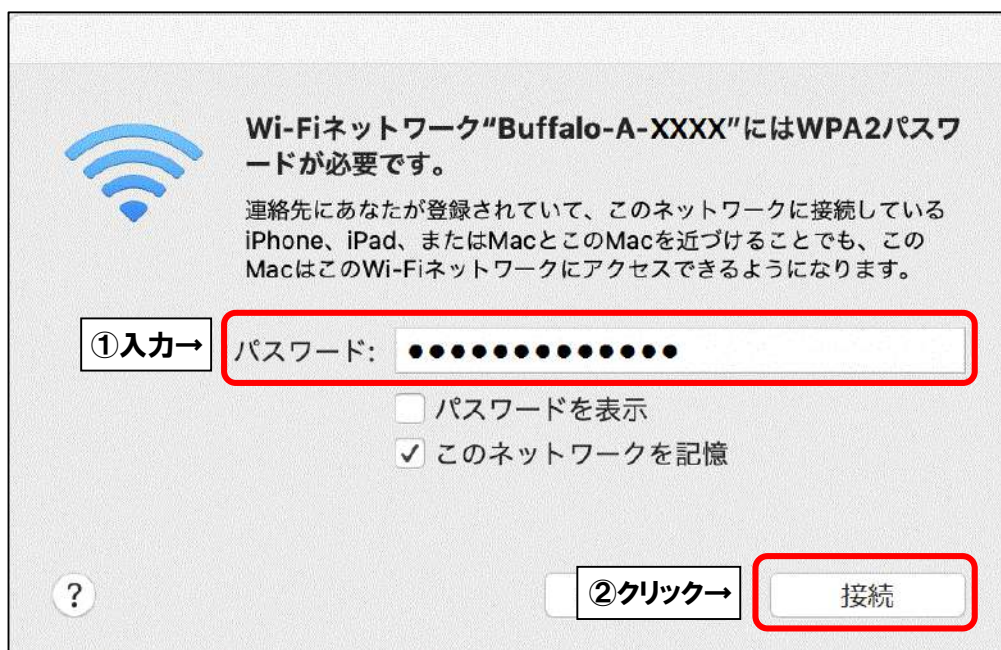 Wi-Fiネットワーク“Buffalo-A-XXXX”にはWPA2パスワ
ードが必要です。
連絡先にあなたが登録されていて、このネットワークに接続している
iPhone、iPad、またはMacとこのMacを近づけることでも、この
MacはこのWi-Fiネットワークにアクセスできるようになります。
①入力→
パスワード: ●●●●●●●●●●●●●
パスワードを表示
このネットワークを記憶
?
②クリック→
接続